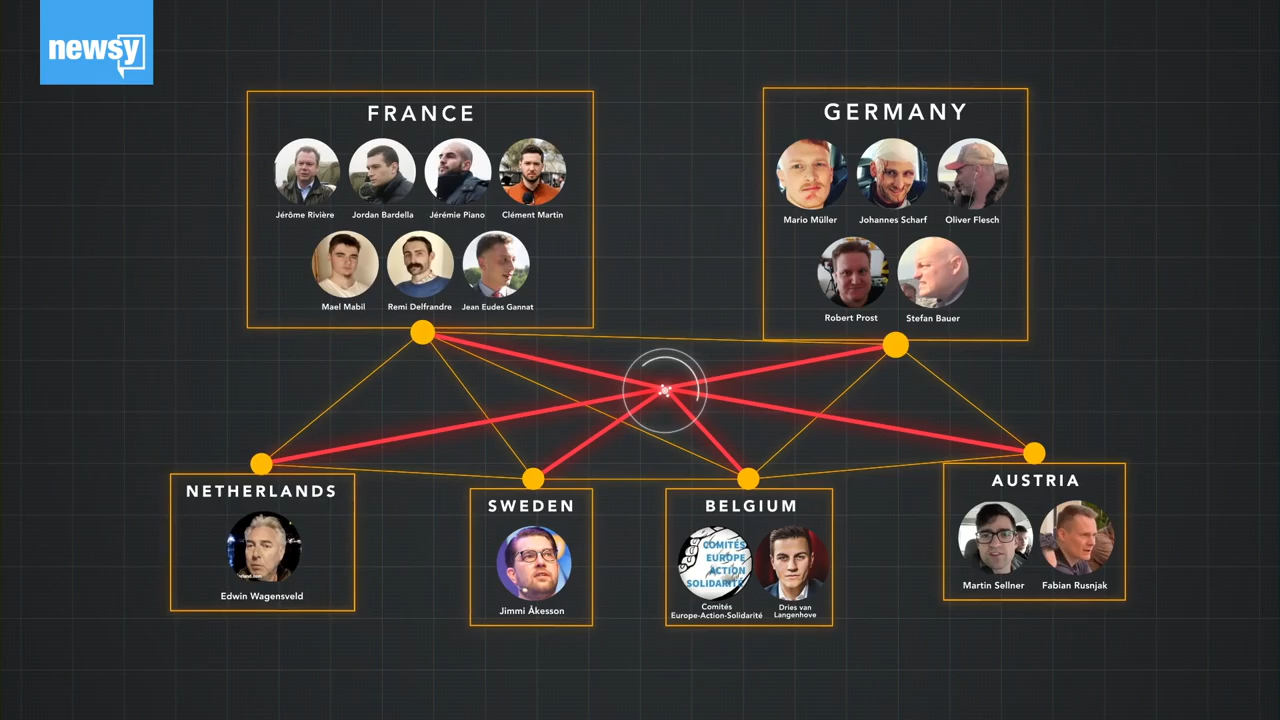 newsy
FRANCE
Jérôme Rivière
Jordan Bardella
Jérémie Piano
Clément Martin
Mael Mabil
Remi Delfrandre
Jean Eudes Gannat
GERMANY
Mario Müller
Johannes Scharf
Oliver Flesch
Robert Prost
Stefan Bauer
NETHERLANDS
Edwin Wagensveld
SWEDEN
Jimmi Åkesson
BELGIUM
COMITÉS
EUROPE
ACTION
SOLIDARITÉ
Comités
Europe-Action-Solidarité
Dries van
Langenhove
AUSTRIA
Martin Sellner
Fabian Rusnjak